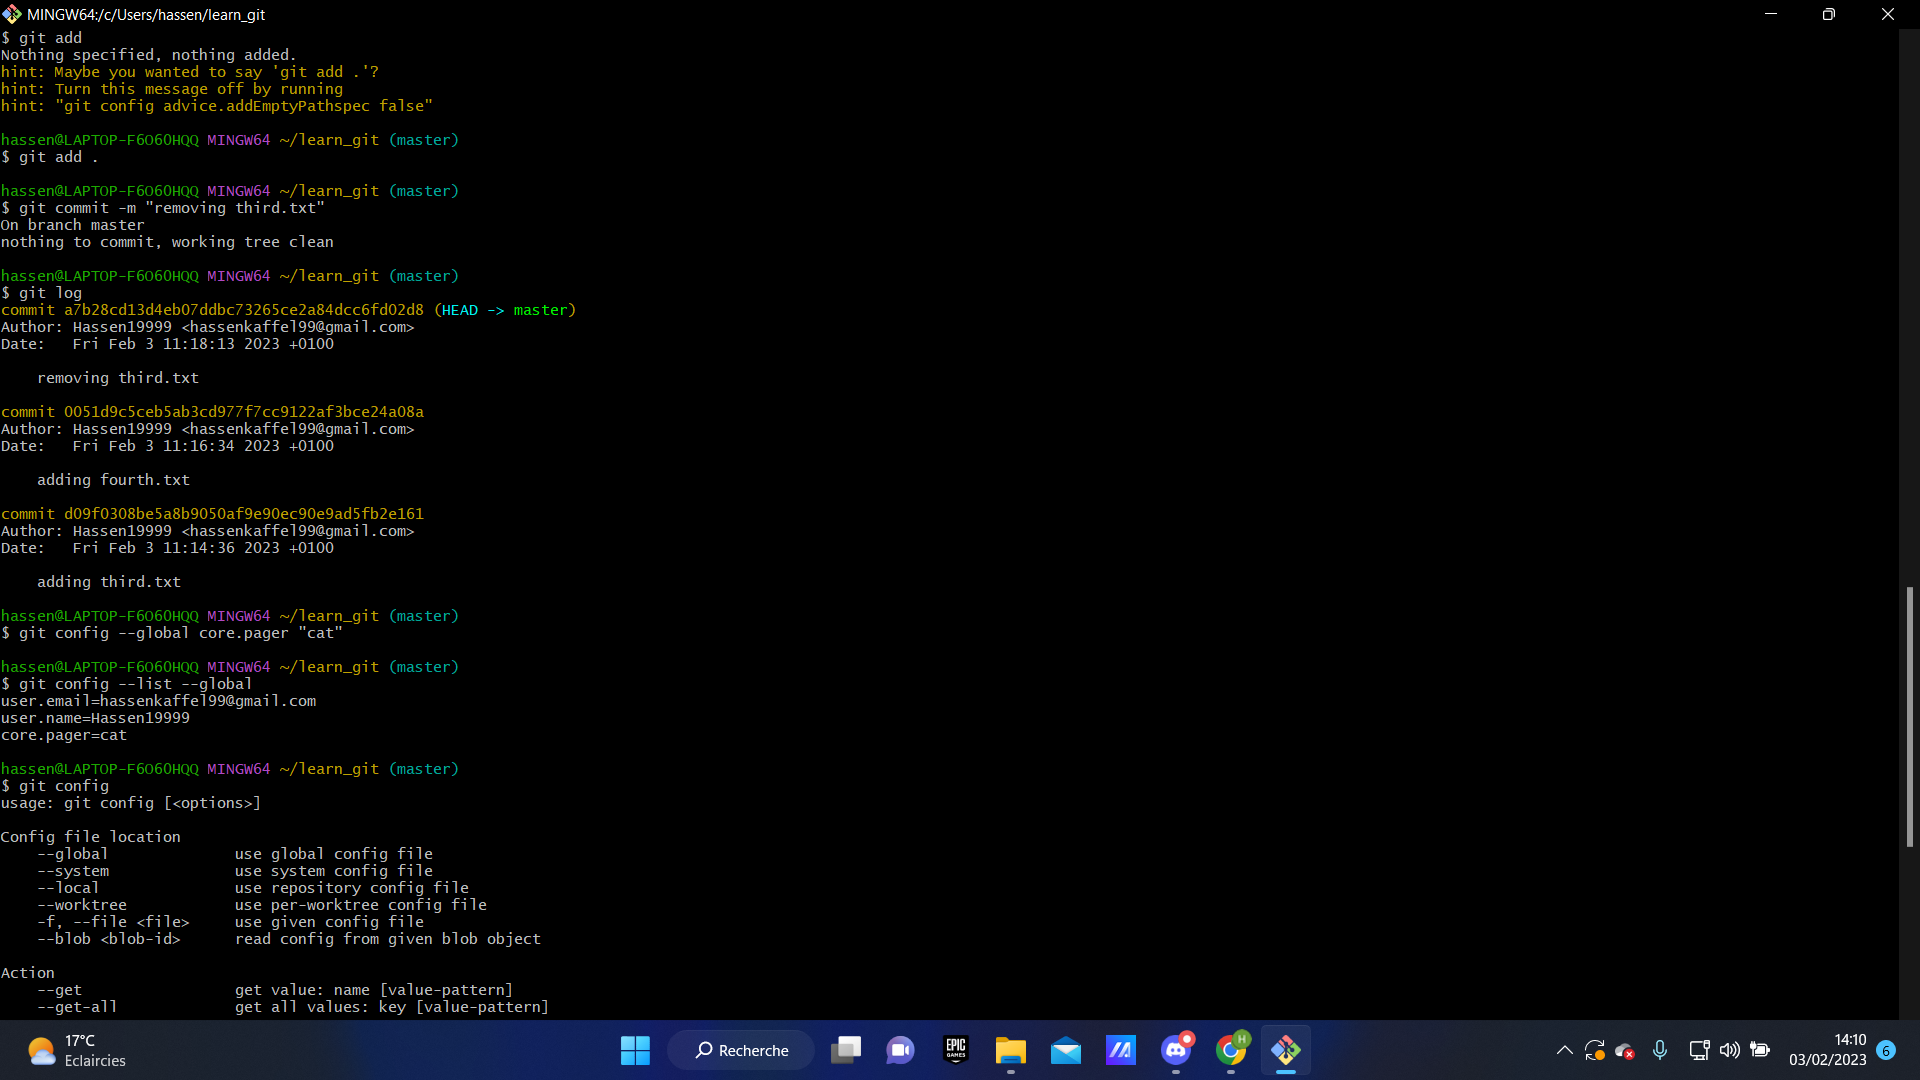 MINGW64:/c/Users/hassen/learn_git
$ git add
Nothing specified, nothing added.
hint: Maybe you wanted to say 'git add .'?
hint: Turn this message off by running
hint: "git config advice.addEmptyPathspec false"
hassen@LAPTOP-F6O6OHQQ MINGW64 ~/learn_git (master)
$ git add .
hassen@LAPTOP-F6O6OHQQ MINGW64 ~/learn_git (master)
$ git commit -m "removing third.txt"
On branch master
nothing to commit, working tree clean
hassen@LAPTOP-F6O6OHQQ MINGW64 ~/learn_git (master)
$ git log
commit a7b28cd13d4eb07ddbc73265ce2a84dcc6fd02d8 (HEAD -> master)
Author: Hassen19999 <hassenkaffel99@gmail.com>
Date:   Fri Feb 3 11:18:13 2023 +0100
removing third.txt
commit 0051d9c5ceb5ab3cd977f7cc9122af3bce24a08a
Author: Hassen19999 <hassenkaffel99@gmail.com>
Date:   Fri Feb 3 11:16:34 2023 +0100
adding fourth.txt
commit d09f0308be5a8b9050af9e90ec90e9ad5fb2e161
Author: Hassen19999 <hassenkaffel99@gmail.com>
Date:   Fri Feb 3 11:14:36 2023 +0100
adding third.txt
hassen@LAPTOP-F6O6OHQQ MINGW64 ~/learn_git (master)
$ git config --global core.pager "cat"
hassen@LAPTOP-F6O6OHQQ MINGW64 ~/learn_git (master)
$ git config --list --global
user.email=hassenkaffel99@gmail.com
user.name=Hassen19999
core.pager=cat
hassen@LAPTOP-F6O6OHQQ MINGW64 ~/learn_git (master)
$ git config
usage: git config [<options>]
Config file location
--global              use global config file
--system              use system config file
--local               use repository config file
--worktree            use per-worktree config file
-f, --file <file>     use given config file
--blob <blob-id>      read config from given blob object
Action
--get                 get value: name [value-pattern]
--get-all             get all values: key [value-pattern]
17°C
Eclaircies
Recherche
EPIC
GAMES
H
14:10
03/02/2023
6